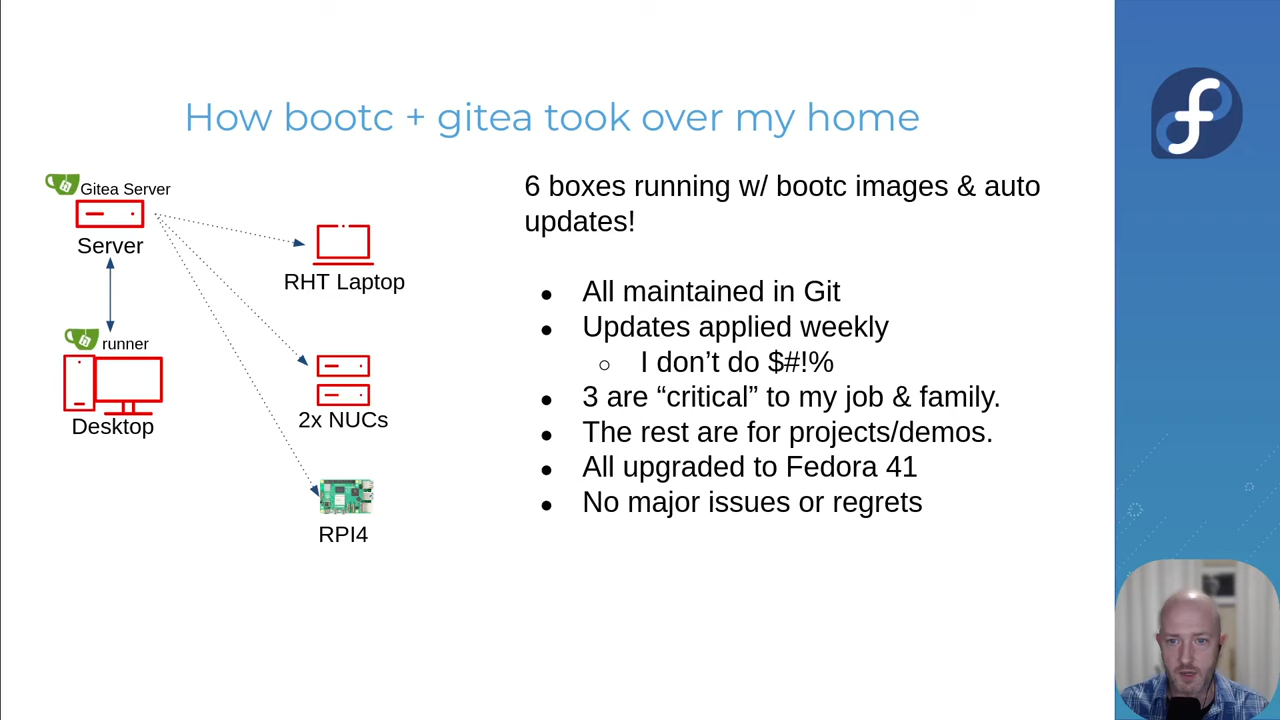 How bootc + gitea took over my home
Gitea Server
Server
runner
Desktop
RHT Laptop
2x NUCs
RPI4
6 boxes running w/ bootc images & auto
updates!
● All maintained in Git
● Updates applied weekly
○ I don’t do $#!%
● 3 are “critical” to my job & family.
● The rest are for projects/demos.
● All upgraded to Fedora 41
● No major issues or regrets